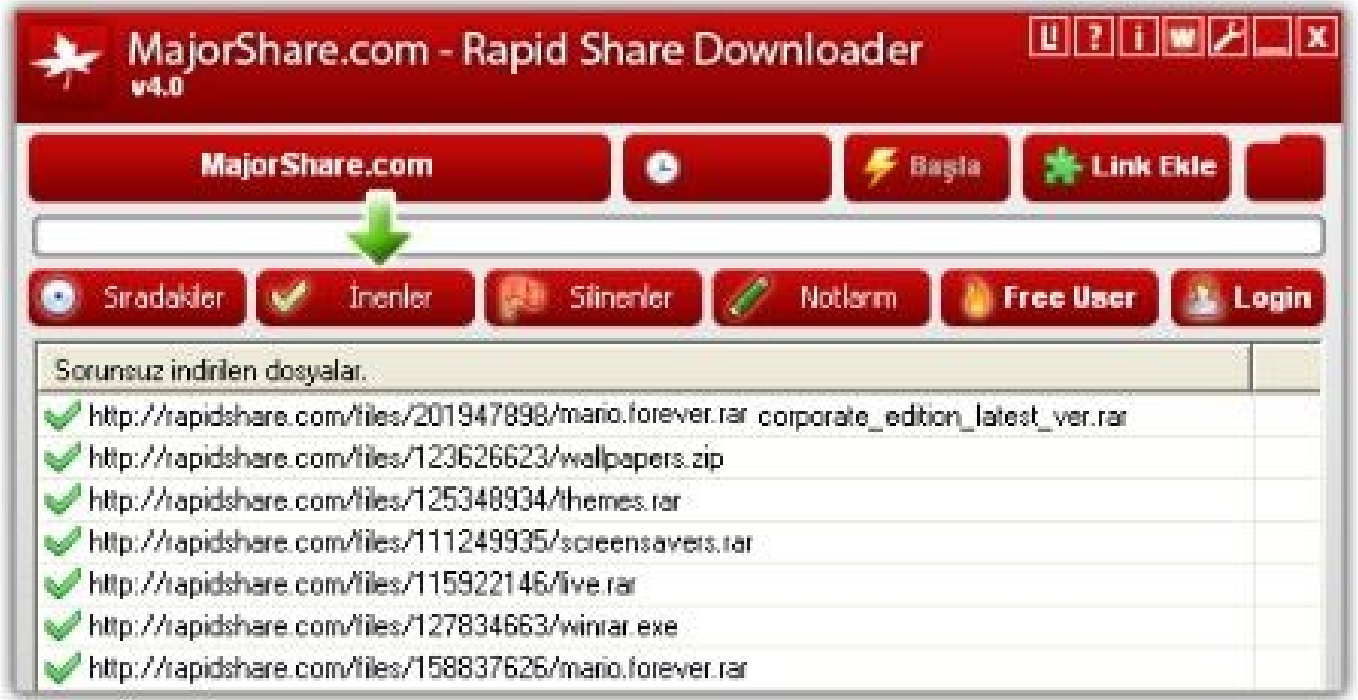 MajorShare.com - Rapid Share Downloader
v4.0
U ? i w X
MajorShare.com Başla Link Ekle
Sıradakiler İnenler Silinenler Notlarım Free User Login
Sorunsuz indirilen dosyalar.
http://rapidshare.com/files/201947898/mario.forever.rar corporate_edition_latest_ver.rar
http://rapidshare.com/files/123626623/wallpapers.zip
http://rapidshare.com/files/125348934/themes.rar
http://rapidshare.com/files/111249935/screensavers.rar
http://rapidshare.com/files/115922146/live.rar
http://rapidshare.com/files/127834663/winrar.exe
http://rapidshare.com/files/158837626/mario.forever.rar